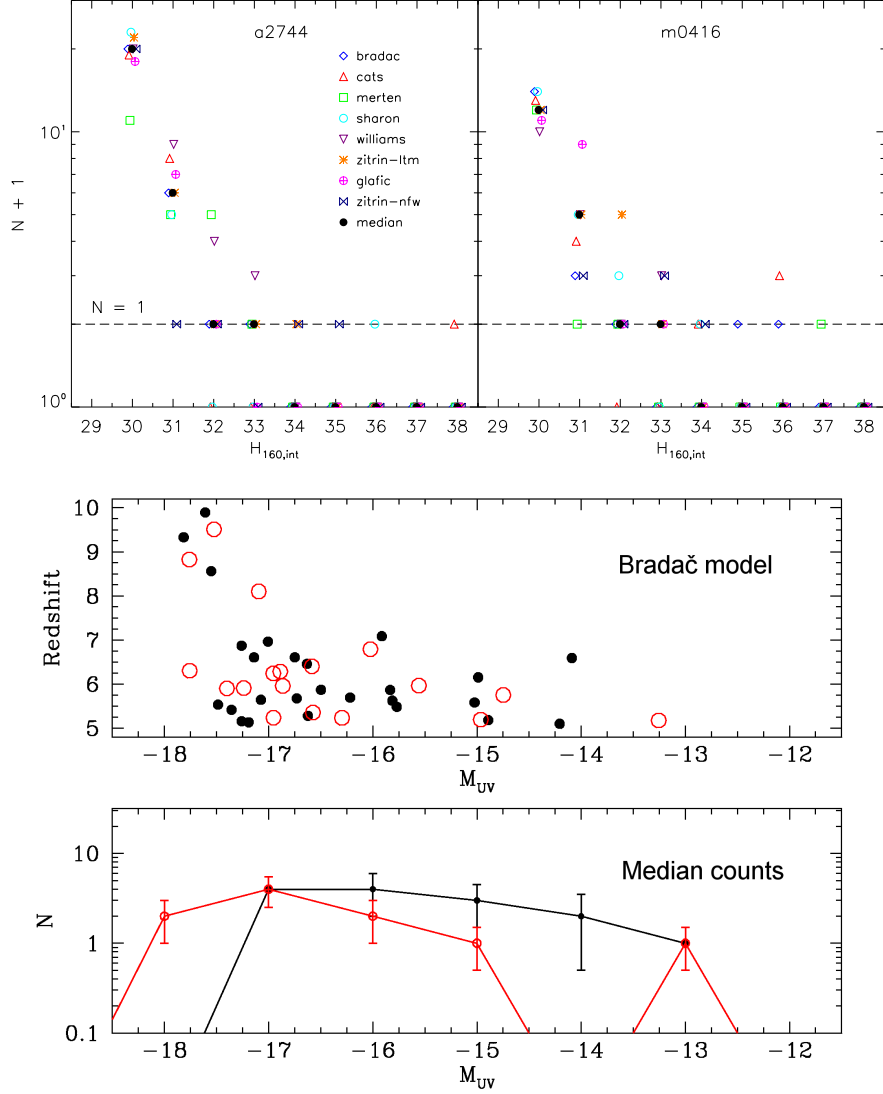 a2744
m0416
bradac
cats
merten
sharon
williams
zitrin-ltm
glafic
zitrin-nfw
median
N + 1
10¹
10⁰
N = 1
29 30 31 32 33 34 35 36 37 38
29 30 31 32 33 34 35 36 37 38
H160,int
H160,int
10
9
8
7
6
5
Redshift
Bradač model
−18 −17 −16 −15 −14 −13 −12
MUV
10
1
0.1
N
Median counts
−18 −17 −16 −15 −14 −13 −12
MUV